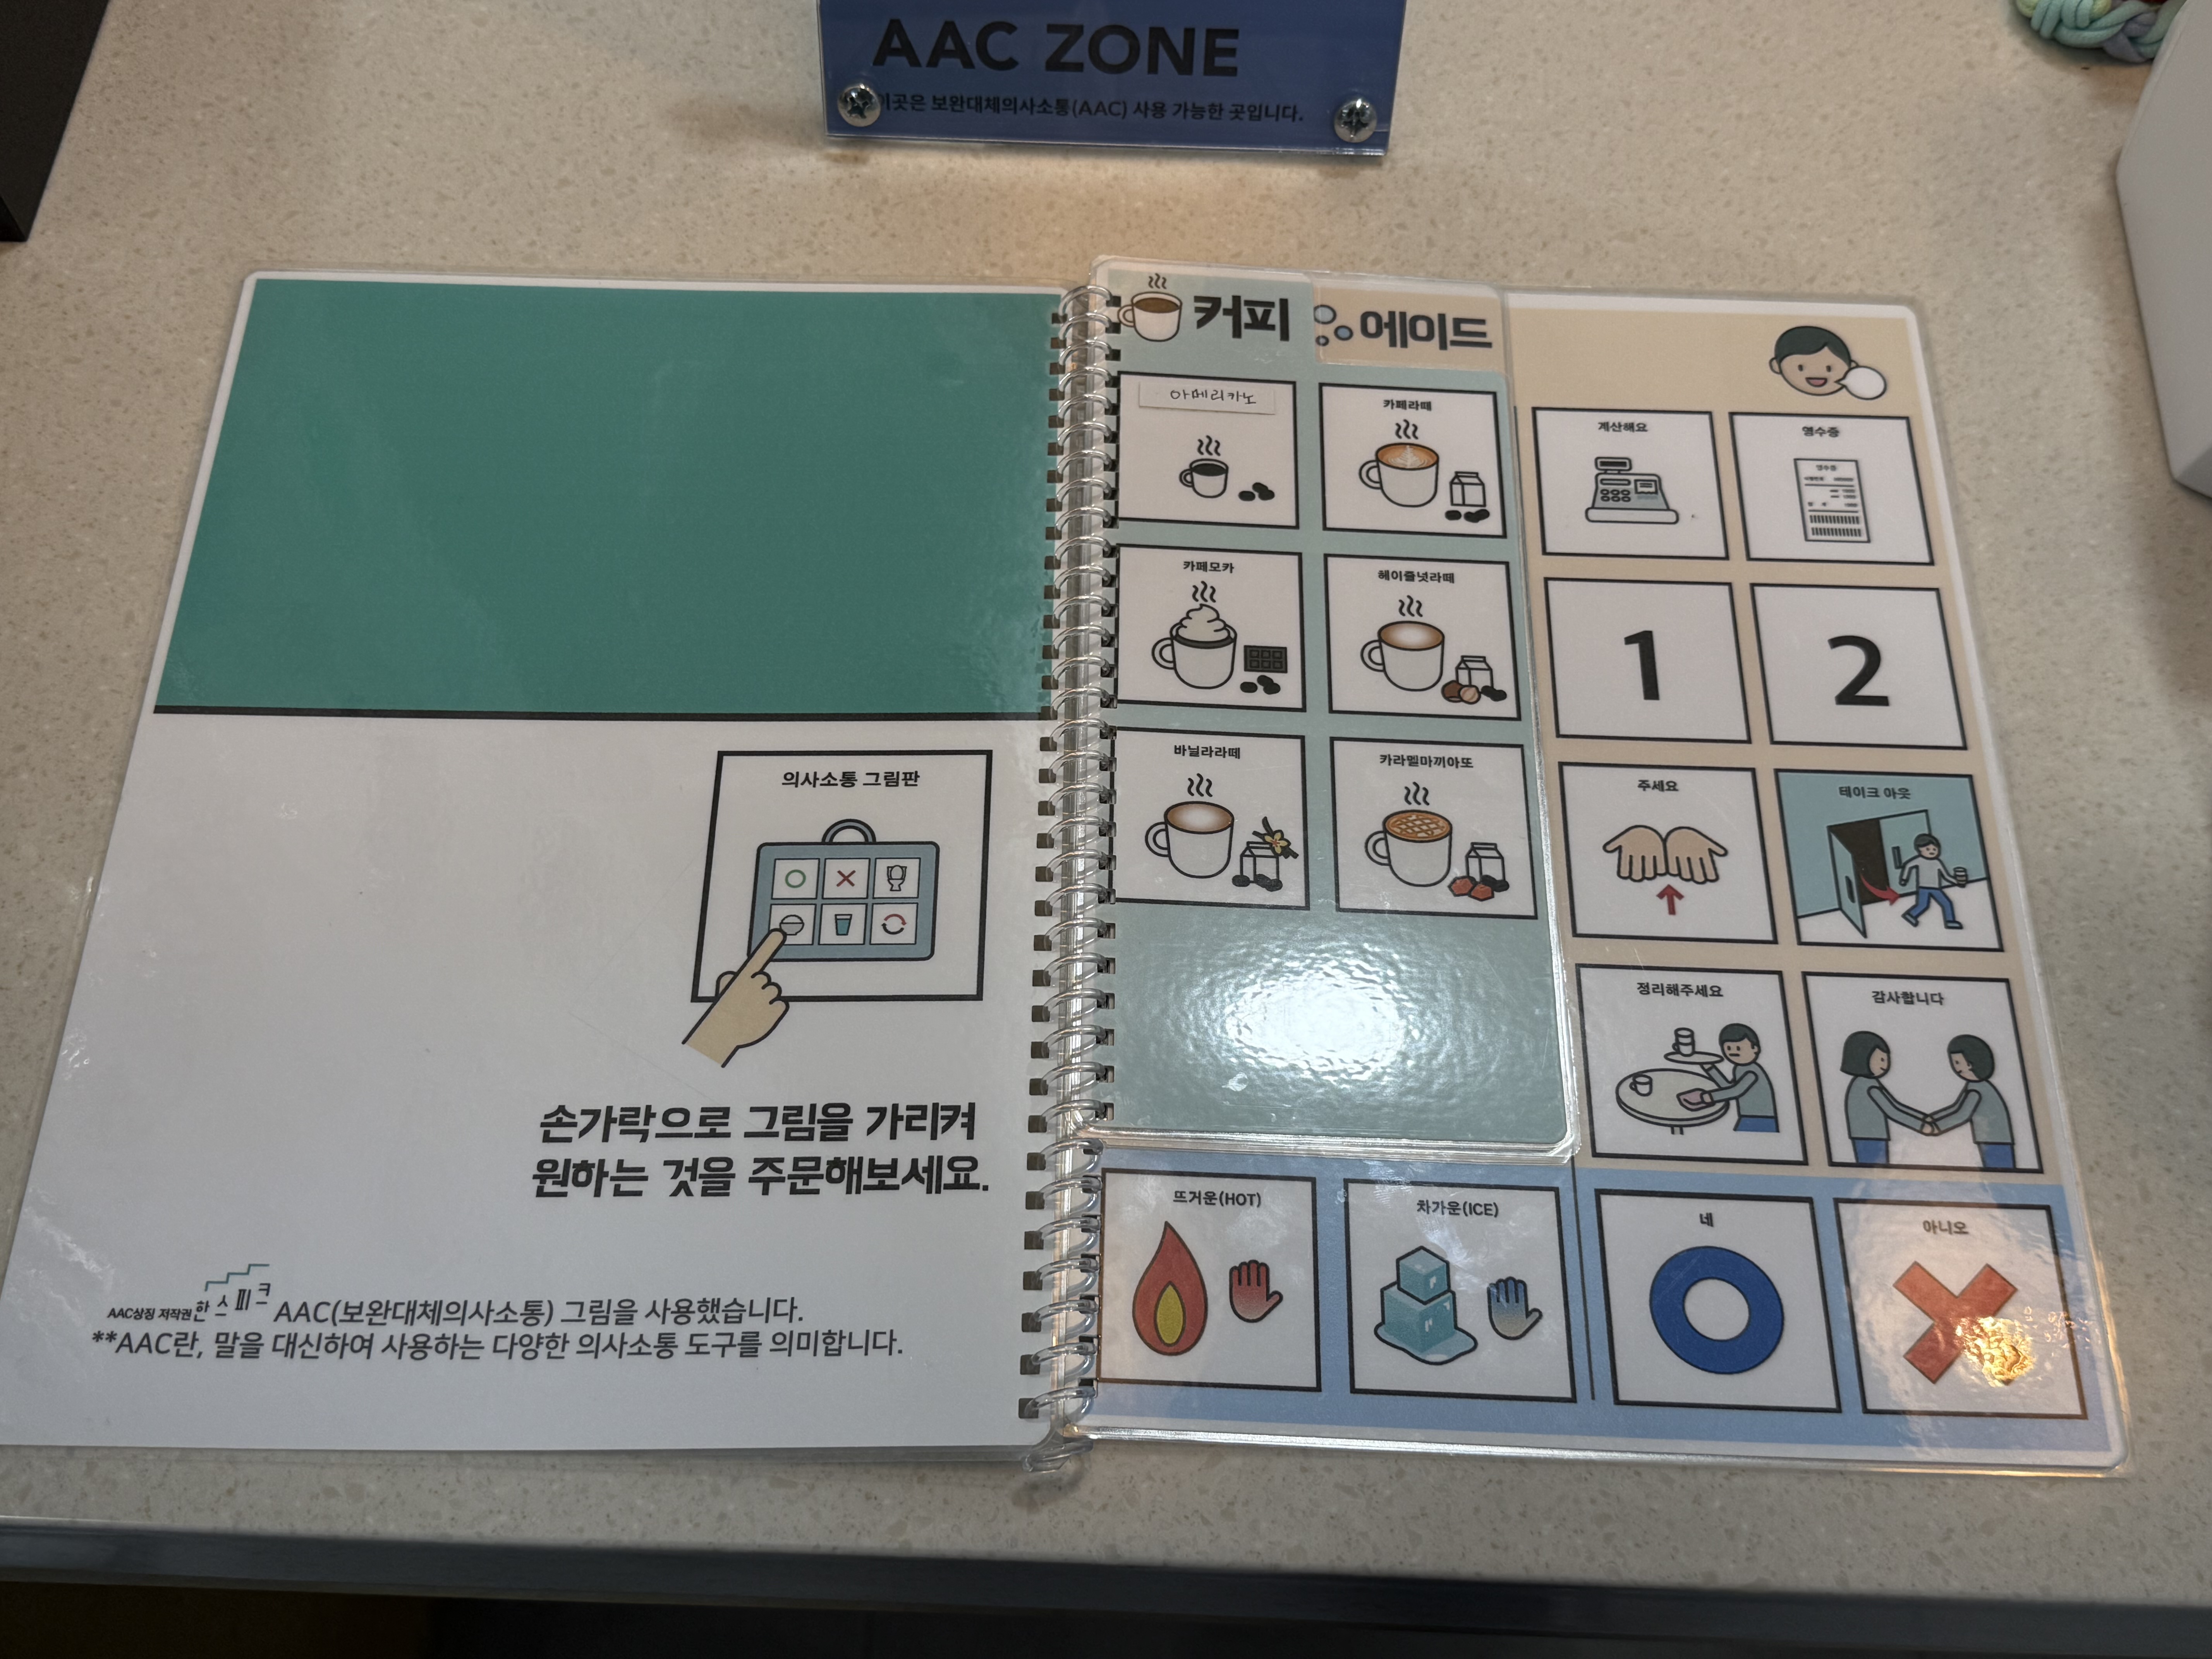 AAC ZONE
이곳은 보완대체의사소통(AAC) 사용 가능한 곳입니다.
의사소통 그림판
손가락으로 그림을 가리켜
원하는 것을 주문해보세요.
AAC상징 저작권 한스피크 AAC(보완대체의사소통) 그림을 사용했습니다.
**AAC란, 말을 대신하여 사용하는 다양한 의사소통 도구를 의미합니다.
커피
에이드
아메리카노
카페라떼
카페모카
헤이즐넛라떼
바닐라라떼
카라멜마끼아또
계산해요
영수증
영수증
1
2
주세요
테이크 아웃
정리해주세요
감사합니다
뜨거운(HOT)
차가운(ICE)
네
아니오